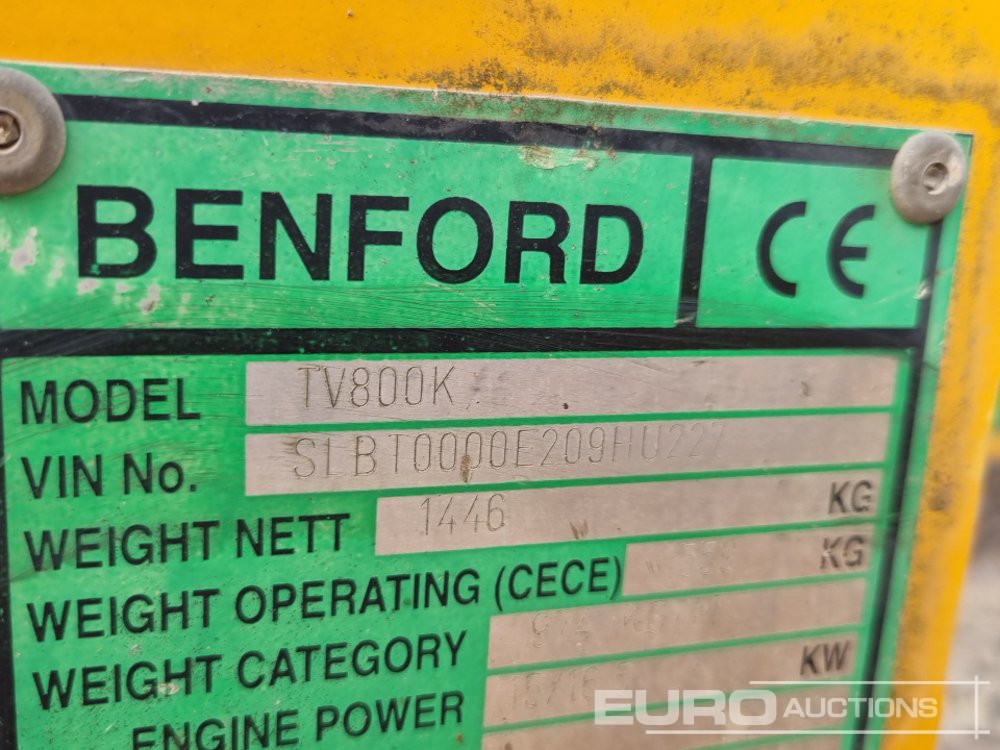 BENFORD CE
MODEL TV800K
VIN No. SLBT0000E209HU227
WEIGHT NETT 1446 KG
WEIGHT OPERATING (CECE) KG
WEIGHT CATEGORY
ENGINE POWER KW
EURO AUCTIONS